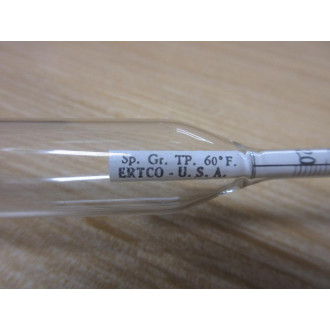 Sp. Gr. TP. 60°F.
ERTCO - U. S. A.